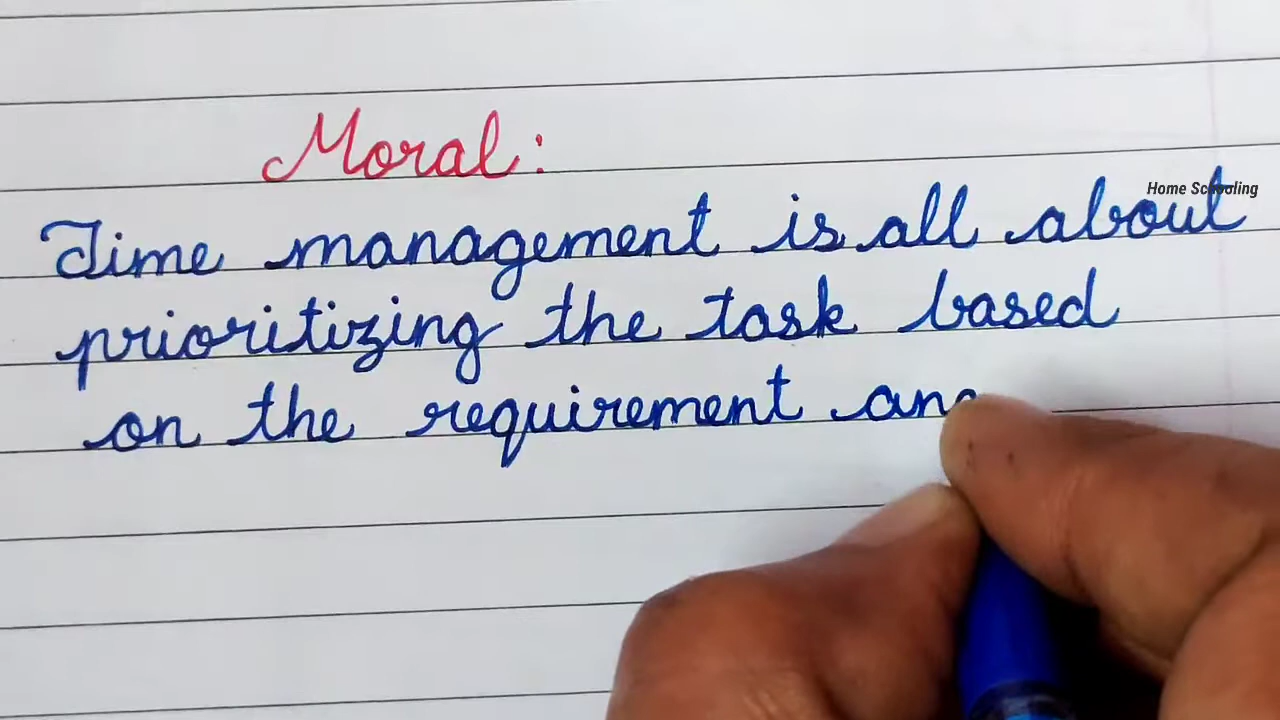 Moral:
Home Schooling
Time management is all about
prioritizing the task based
on the requirement